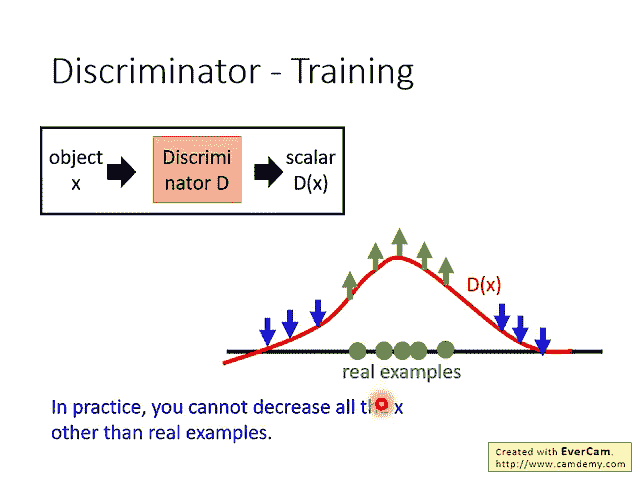 Discriminator - Training
object
x
Discrimi
nator D
scalar
D(x)
D(x)
real examples
In practice, you cannot decrease all the x
other than real examples.
Created with EverCam.
http://www.camdemy.com